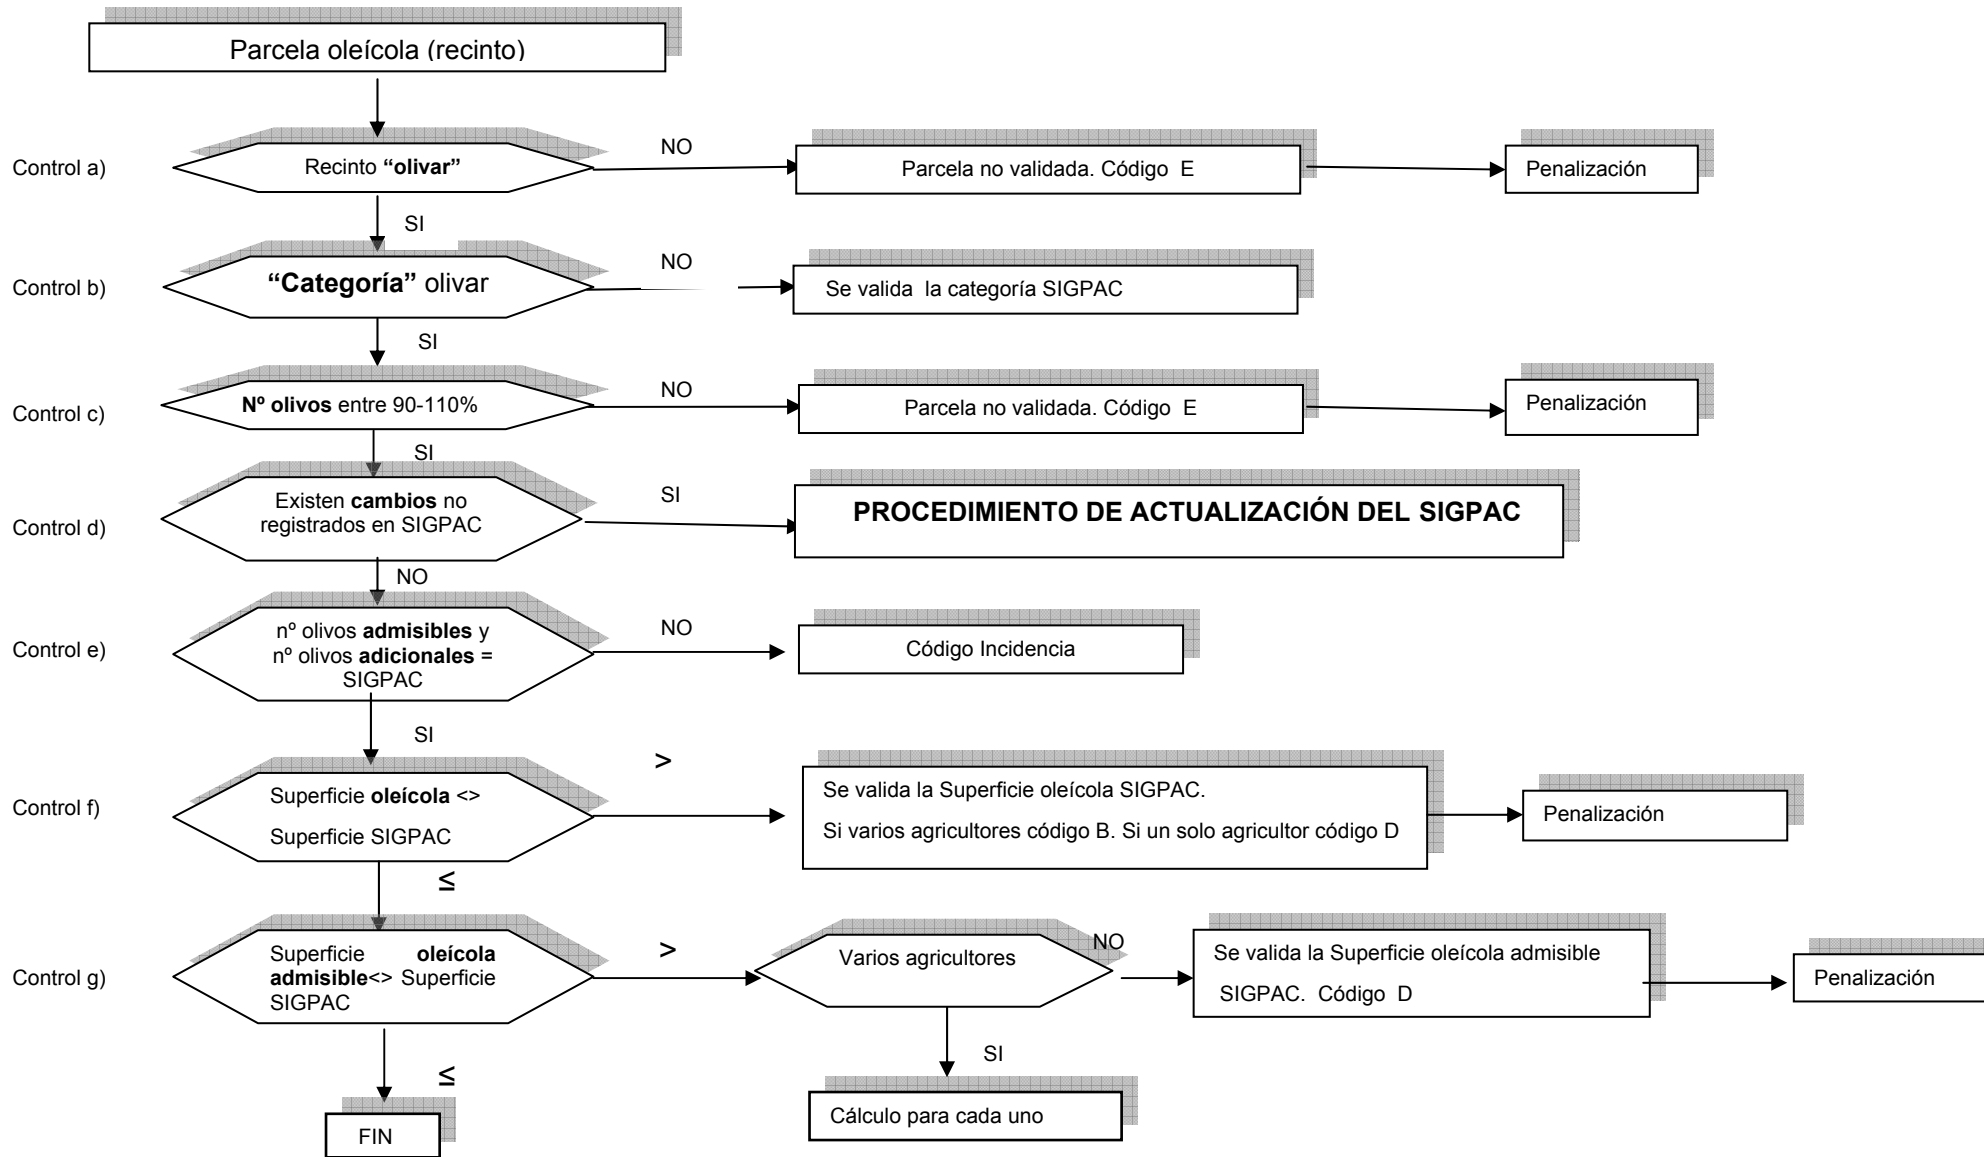 Parcela oleícola (recinto)
Control a)
Recinto “olivar”
NO
Parcela no validada. Código E
Penalización
SI
Control b)
“Categoría” olivar
NO
Se valida la categoría SIGPAC
SI
Control c)
Nº olivos entre 90-110%
NO
Parcela no validada. Código E
Penalización
SI
Control d)
Existen cambios no
registrados en SIGPAC
SI
PROCEDIMIENTO DE ACTUALIZACIÓN DEL SIGPAC
NO
Control e)
nº olivos admisibles y
nº olivos adicionales =
SIGPAC
NO
Código Incidencia
SI
Control f)
Superficie oleícola <>
Superficie SIGPAC
>
Se valida la Superficie oleícola SIGPAC.
Si varios agricultores código B. Si un solo agricultor código D
Penalización
≤
Control g)
Superficie oleícola
admisible<> Superficie
SIGPAC
>
Varios agricultores
NO
Se valida la Superficie oleícola admisible
SIGPAC. Código D
Penalización
SI
Cálculo para cada uno
≤
FIN